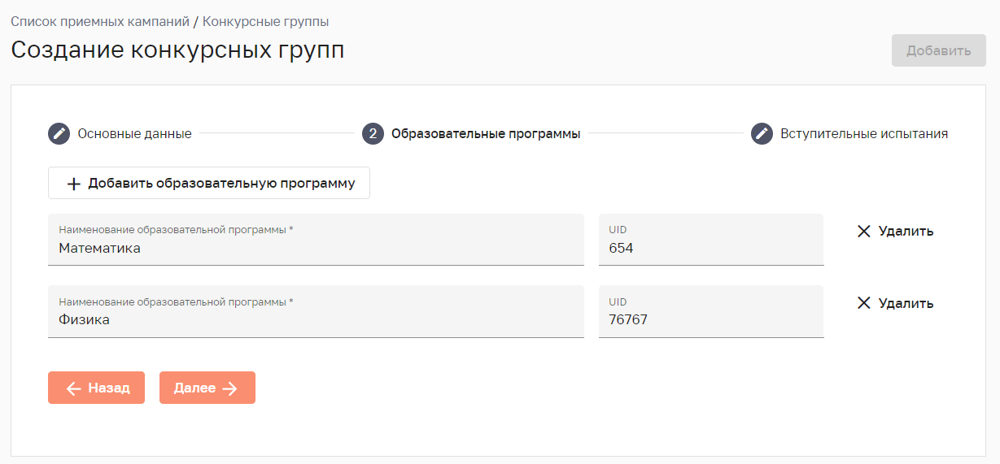 Список приемных кампаний / Конкурсные группы
Создание конкурсных групп
Добавить
Основные данные
2 Образовательные программы
Вступительные испытания
Добавить образовательную программу
Наименование образовательной программы *
Математика
UID
654
Удалить
Наименование образовательной программы *
Физика
UID
76767
Удалить
Назад
Далее